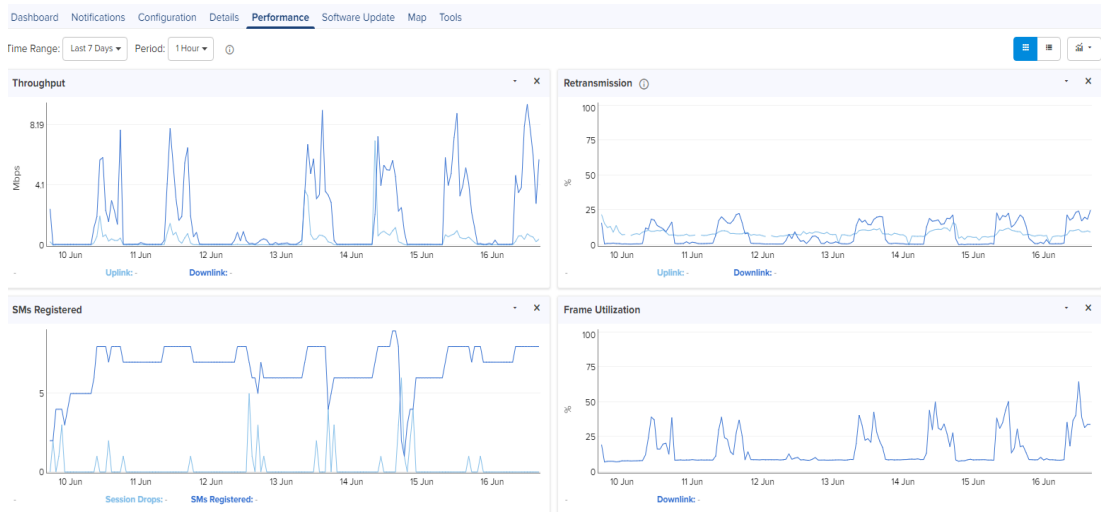 Dashboard Notifications Configuration Details Performance Software Update Map Tools
Time Range: Last 7 Days Period: 1 Hour
Throughput
Mbps
8.19
4.1
0
10 Jun 11 Jun 12 Jun 13 Jun 14 Jun 15 Jun 16 Jun
- Uplink: - Downlink: -
Retransmission
%
100
75
50
25
0
10 Jun 11 Jun 12 Jun 13 Jun 14 Jun 15 Jun 16 Jun
- Uplink: - Downlink: -
SMs Registered
5
0
10 Jun 11 Jun 12 Jun 13 Jun 14 Jun 15 Jun 16 Jun
- Session Drops: - SMs Registered: -
Frame Utilization
%
100
75
50
25
0
10 Jun 11 Jun 12 Jun 13 Jun 14 Jun 15 Jun 16 Jun
- Downlink: -